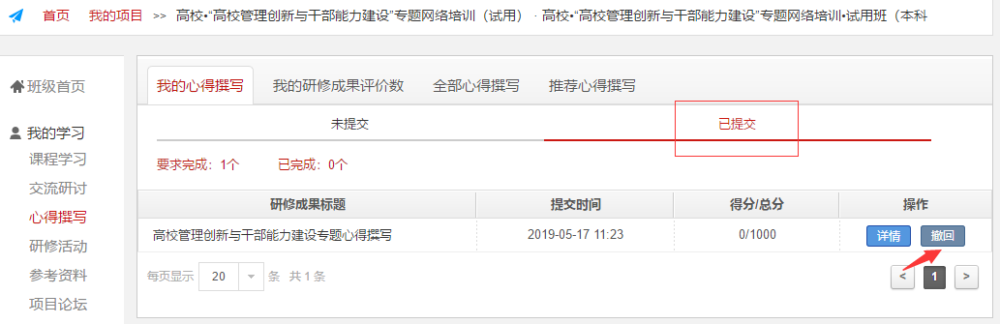 首页 我的项目 >> 高校•“高校管理创新与干部能力建设”专题网络培训（试用） · 高校•“高校管理创新与干部能力建设”专题网络培训•试用班（本科
班级首页
我的学习
课程学习
交流研讨
心得撰写
研修活动
参考资料
项目论坛
我的心得撰写 我的研修成果评价数 全部心得撰写 推荐心得撰写
未提交 已提交
要求完成：1个 已完成：0个
研修成果标题 提交时间 得分/总分 操作
高校管理创新与干部能力建设专题心得撰写 2019-05-17 11:23 0/1000 详情 撤回
每页显示 20 条 共 1 条 < 1 >